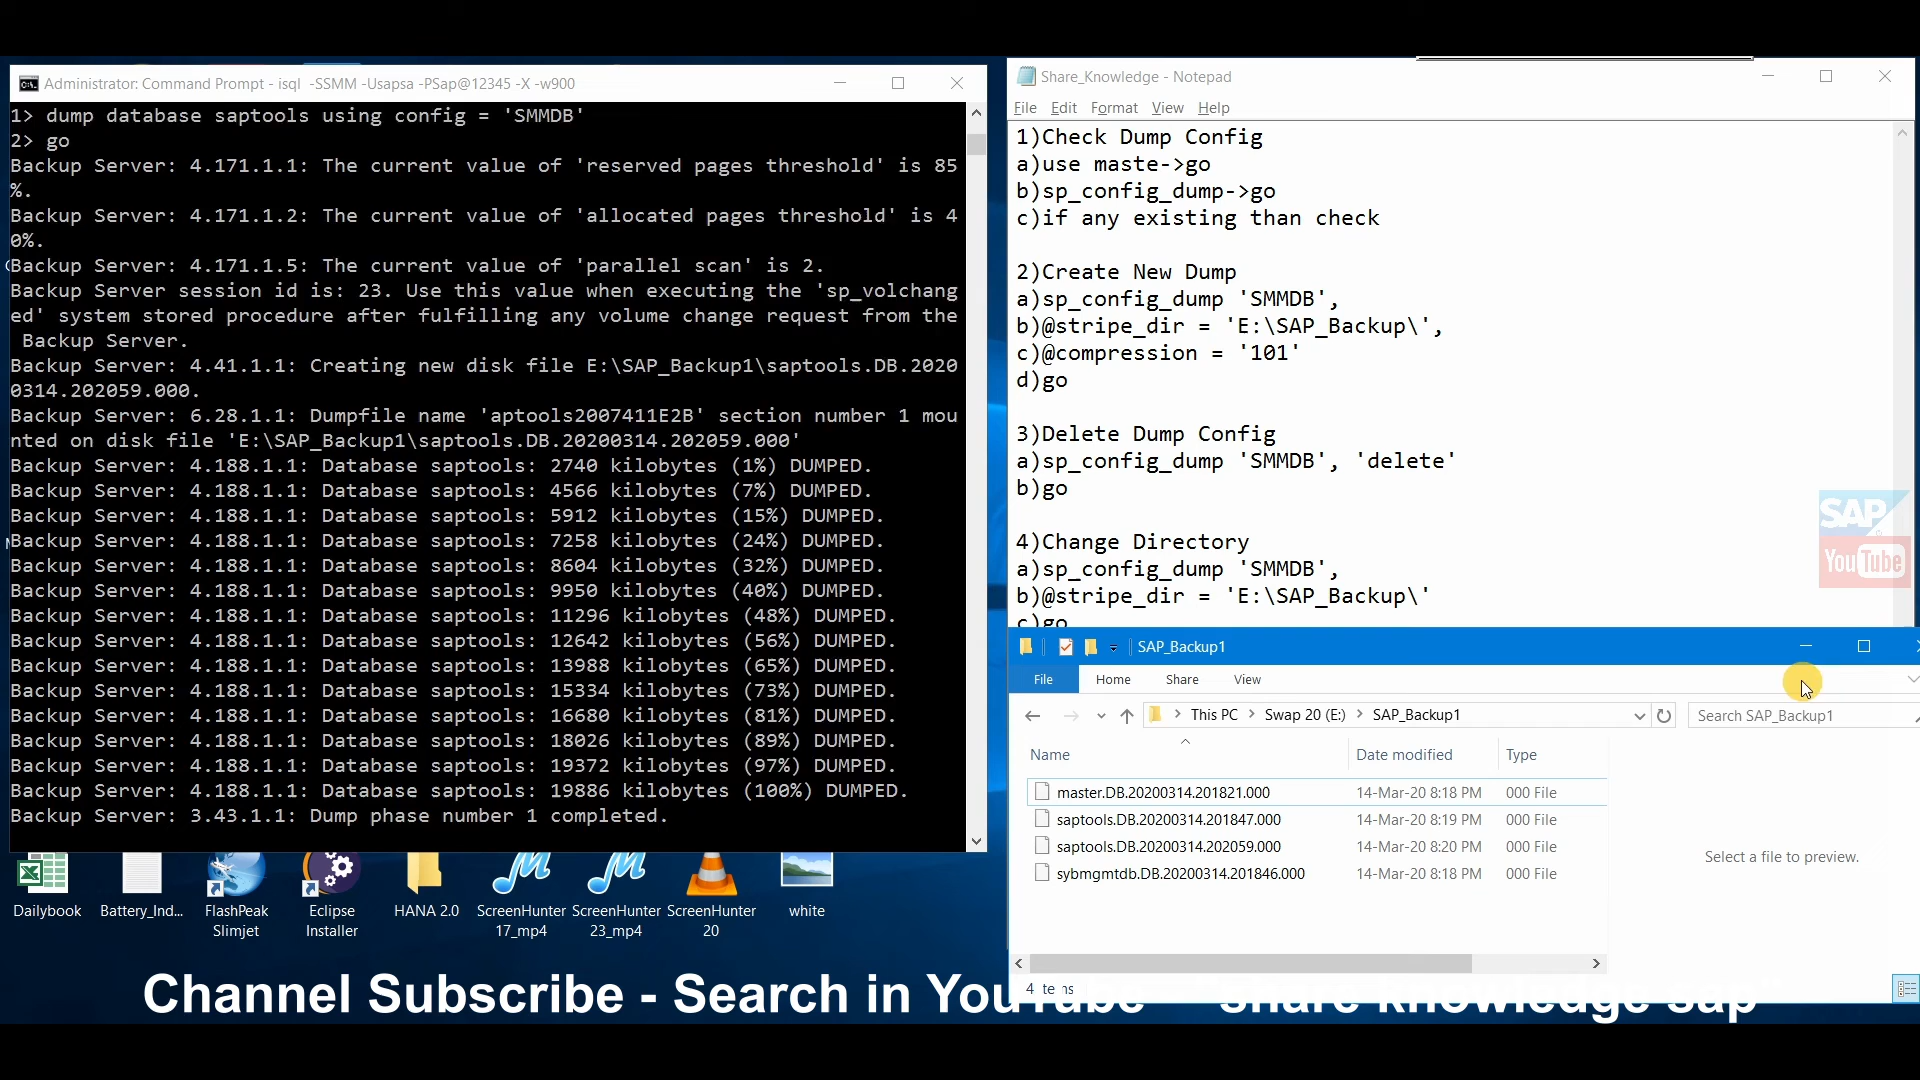 Administrator: Command Prompt - isql -SSMM -Usapsa -PSap@12345 -X -w900
1> dump database saptools using config = 'SMMDB'
2> go
Backup Server: 4.171.1.1: The current value of 'reserved pages threshold' is 85
%.
Backup Server: 4.171.1.2: The current value of 'allocated pages threshold' is 4
0%.
Backup Server: 4.171.1.5: The current value of 'parallel scan' is 2.
Backup Server session id is: 23. Use this value when executing the 'sp_volchang
ed' system stored procedure after fulfilling any volume change request from the
 Backup Server.
Backup Server: 4.41.1.1: Creating new disk file E:\SAP_Backup1\saptools.DB.2020
0314.202059.000.
Backup Server: 6.28.1.1: Dumpfile name 'aptools2007411E2B' section number 1 mou
nted on disk file 'E:\SAP_Backup1\saptools.DB.20200314.202059.000'
Backup Server: 4.188.1.1: Database saptools: 2740 kilobytes (1%) DUMPED.
Backup Server: 4.188.1.1: Database saptools: 4566 kilobytes (7%) DUMPED.
Backup Server: 4.188.1.1: Database saptools: 5912 kilobytes (15%) DUMPED.
Backup Server: 4.188.1.1: Database saptools: 7258 kilobytes (24%) DUMPED.
Backup Server: 4.188.1.1: Database saptools: 8604 kilobytes (32%) DUMPED.
Backup Server: 4.188.1.1: Database saptools: 9950 kilobytes (40%) DUMPED.
Backup Server: 4.188.1.1: Database saptools: 11296 kilobytes (48%) DUMPED.
Backup Server: 4.188.1.1: Database saptools: 12642 kilobytes (56%) DUMPED.
Backup Server: 4.188.1.1: Database saptools: 13988 kilobytes (65%) DUMPED.
Backup Server: 4.188.1.1: Database saptools: 15334 kilobytes (73%) DUMPED.
Backup Server: 4.188.1.1: Database saptools: 16680 kilobytes (81%) DUMPED.
Backup Server: 4.188.1.1: Database saptools: 18026 kilobytes (89%) DUMPED.
Backup Server: 4.188.1.1: Database saptools: 19372 kilobytes (97%) DUMPED.
Backup Server: 4.188.1.1: Database saptools: 19886 kilobytes (100%) DUMPED.
Backup Server: 3.43.1.1: Dump phase number 1 completed.
Share_Knowledge - Notepad
File Edit Format View Help
1)Check Dump Config
a)use maste->go
b)sp_config_dump->go
c)if any existing than check
2)Create New Dump
a)sp_config_dump 'SMMDB',
b)@stripe_dir = 'E:\SAP_Backup\',
c)@compression = '101'
d)go
3)Delete Dump Config
a)sp_config_dump 'SMMDB', 'delete'
b)go
4)Change Directory
a)sp_config_dump 'SMMDB',
b)@stripe_dir = 'E:\SAP_Backup\'
c)go
SAP
YouTube
SAP_Backup1
File Home Share View
This PC > Swap 20 (E:) > SAP_Backup1
Search SAP_Backup1
Name Date modified Type
master.DB.20200314.201821.000 14-Mar-20 8:18 PM 000 File
saptools.DB.20200314.201847.000 14-Mar-20 8:19 PM 000 File
saptools.DB.20200314.202059.000 14-Mar-20 8:20 PM 000 File
sybmgmtdb.DB.20200314.201846.000 14-Mar-20 8:18 PM 000 File
Select a file to preview.
4 items
Dailybook
Battery_Ind...
FlashPeak
Slimjet
Eclipse
Installer
HANA 2.0
ScreenHunter
17_mp4
ScreenHunter
23_mp4
ScreenHunter
20
white
Channel Subscribe - Search in YouTube - "share knowledge sap"